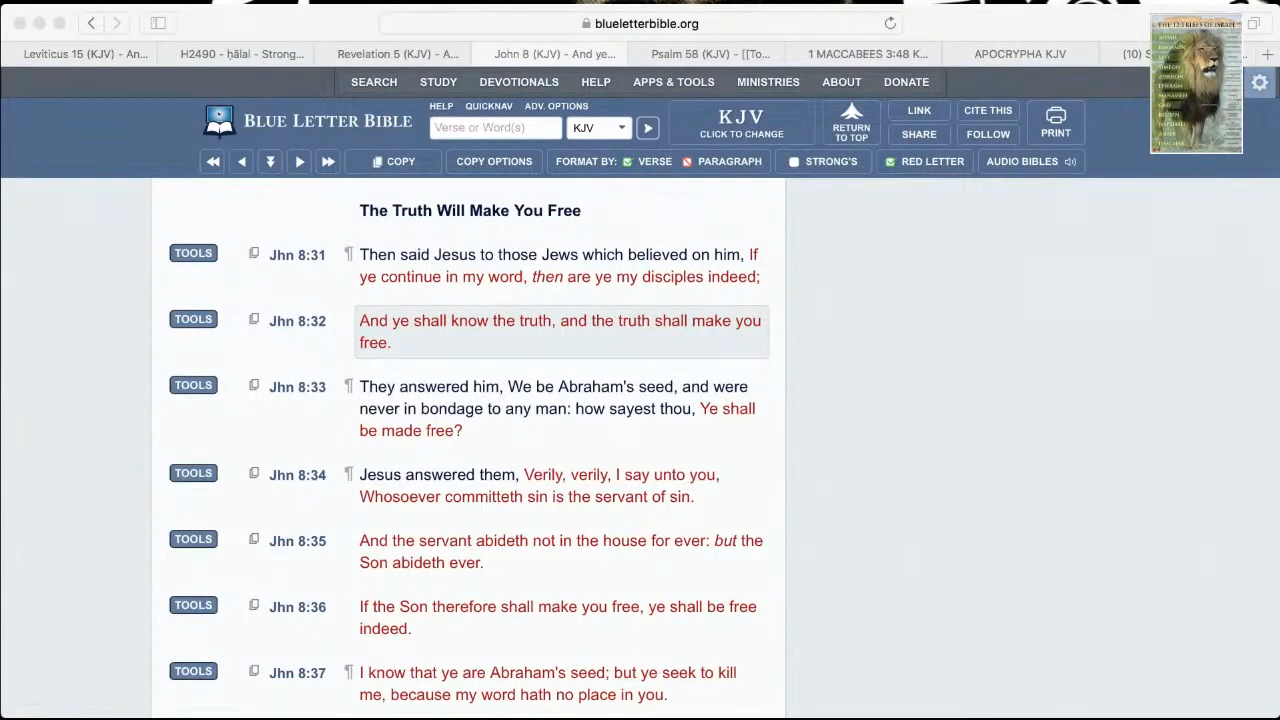 blueletterbible.org
Leviticus 15 (KJV) - An...
H2490 - ḥālal - Strong...
Revelation 5 (KJV) - A...
John 8 (KJV) - And ye...
Psalm 58 (KJV) - [[To...
1 MACCABEES 3:48 K...
APOCRYPHA KJV
(10) S
THE 12 TRIBES OF ISRAEL
SEARCH STUDY DEVOTIONALS HELP APPS & TOOLS MINISTRIES ABOUT DONATE
BLUE LETTER BIBLE
HELP QUICKNAV ADV. OPTIONS
Verse or Word(s) KJV
KJV
CLICK TO CHANGE
RETURN
TO TOP
LINK CITE THIS
SHARE FOLLOW
PRINT
COPY COPY OPTIONS FORMAT BY: VERSE PARAGRAPH STRONG'S RED LETTER AUDIO BIBLES
The Truth Will Make You Free
TOOLS Jhn 8:31 ¶ Then said Jesus to those Jews which believed on him, If
ye continue in my word, then are ye my disciples indeed;
TOOLS Jhn 8:32 And ye shall know the truth, and the truth shall make you
free.
TOOLS Jhn 8:33 ¶ They answered him, We be Abraham's seed, and were
never in bondage to any man: how sayest thou, Ye shall
be made free?
TOOLS Jhn 8:34 ¶ Jesus answered them, Verily, verily, I say unto you,
Whosoever committeth sin is the servant of sin.
TOOLS Jhn 8:35 And the servant abideth not in the house for ever: but the
Son abideth ever.
TOOLS Jhn 8:36 If the Son therefore shall make you free, ye shall be free
indeed.
TOOLS Jhn 8:37 ¶ I know that ye are Abraham's seed; but ye seek to kill
me, because my word hath no place in you.